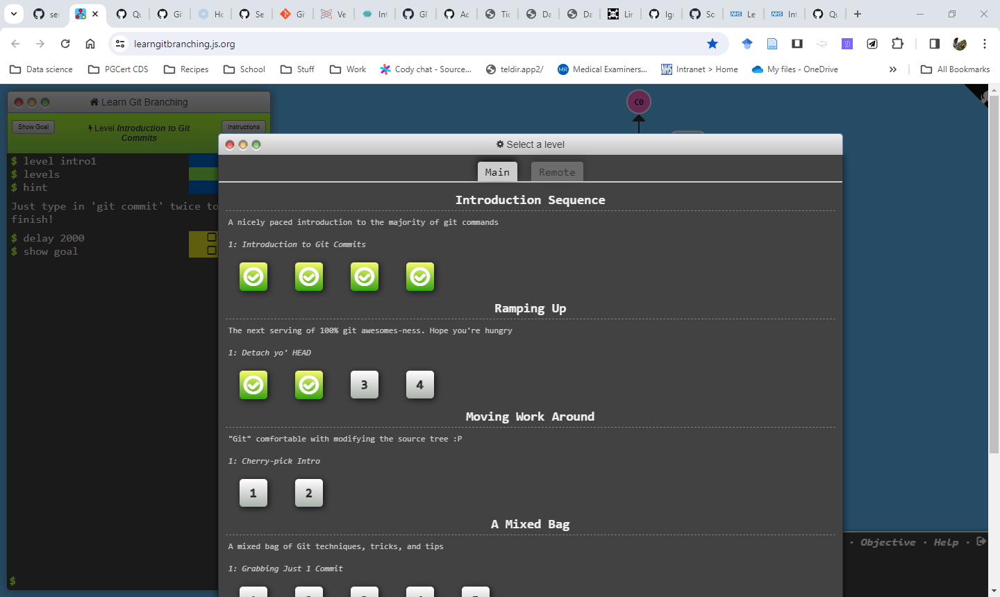 se
Qu
Git
Ho
Se
Git
Ve
Int
Gl
Ac
Tic
Da
Da
Lir
Ig
Sc
Le
Int
Qu
learngitbranching.js.org
Data science
PGCert CDS
Recipes
School
Stuff
Work
Cody chat - Source...
teldir.app2/
MR
Medical Examiners...
NHS
Intranet > Home
My files - OneDrive
All Bookmarks
Learn Git Branching
Show Goal
Level Introduction to Git
Commits
Instructions
$ level intro1
$ levels
$ hint
Just type in 'git commit' twice to
finish!
$ delay 2000
$ show goal
$
C0
Select a level
Main
Remote
Introduction Sequence
A nicely paced introduction to the majority of git commands
1: Introduction to Git Commits
Ramping Up
The next serving of 100% git awesomes-ness. Hope you're hungry
1: Detach yo' HEAD
3
4
Moving Work Around
"Git" comfortable with modifying the source tree :P
1: Cherry-pick Intro
1
2
A Mixed Bag
A mixed bag of Git techniques, tricks, and tips
1: Grabbing Just 1 Commit
· Objective · Help ·